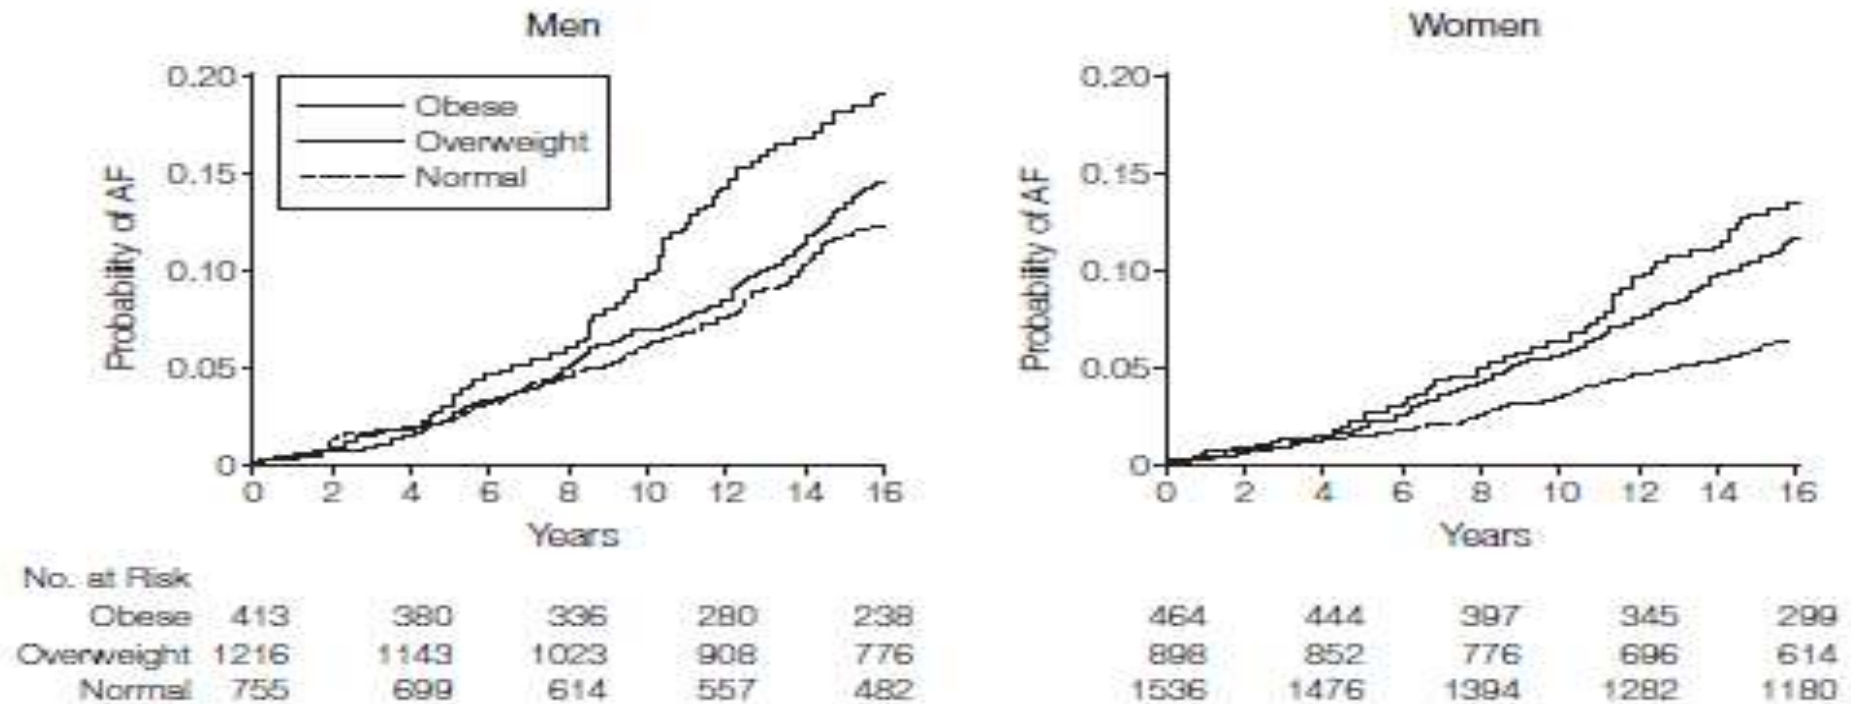 Men
Women
0.20
0.15
0.10
0.05
0
Probability of AF
Obese
Overweight
Normal
0 2 4 6 8 10 12 14 16
Years
0.20
0.15
0.10
0.05
0
Probability of AF
0 2 4 6 8 10 12 14 16
Years
No. at Risk
Obese 413 380 336 280 238 464 444 397 345 299
Overweight 1216 1143 1023 908 776 898 852 776 696 614
Normal 755 699 614 557 482 1536 1476 1394 1282 1180